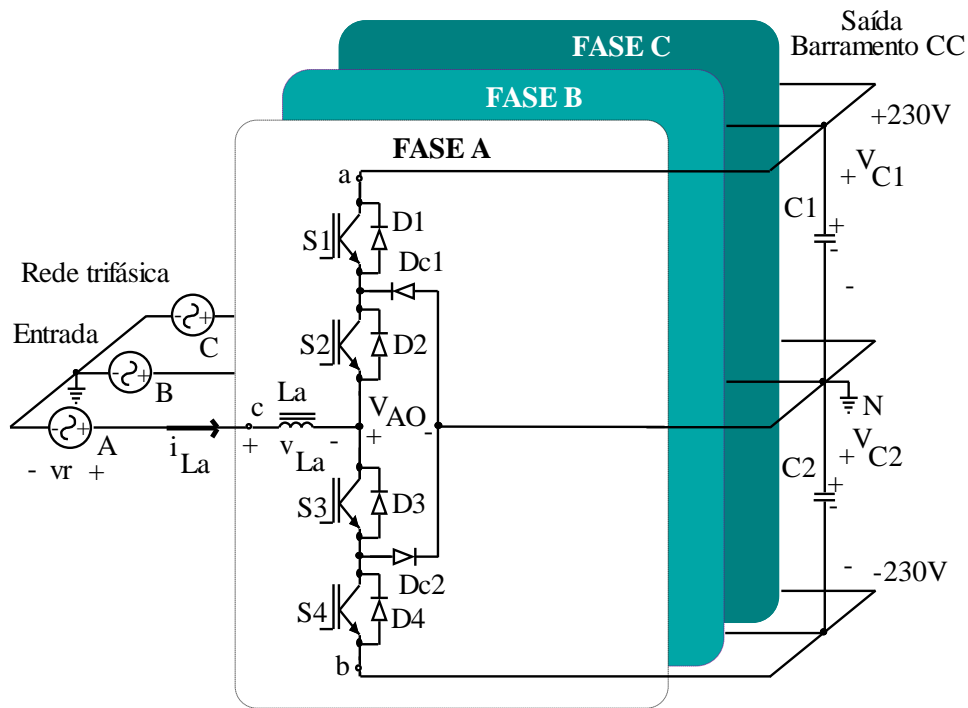 Saída
Barramento CC
FASE C
FASE B
FASE A
+230V
a
+ V C1
C1
+
-
-
S1
D1
Dc1
Rede trifásica
Entrada
- +
C
S2
D2
- +
B
La
c
V AO
+ -
N
- +
A
i La
+ v La -
- vr +
+ V C2
C2
+
-
-
S3
D3
Dc2
-230V
S4
D4
b